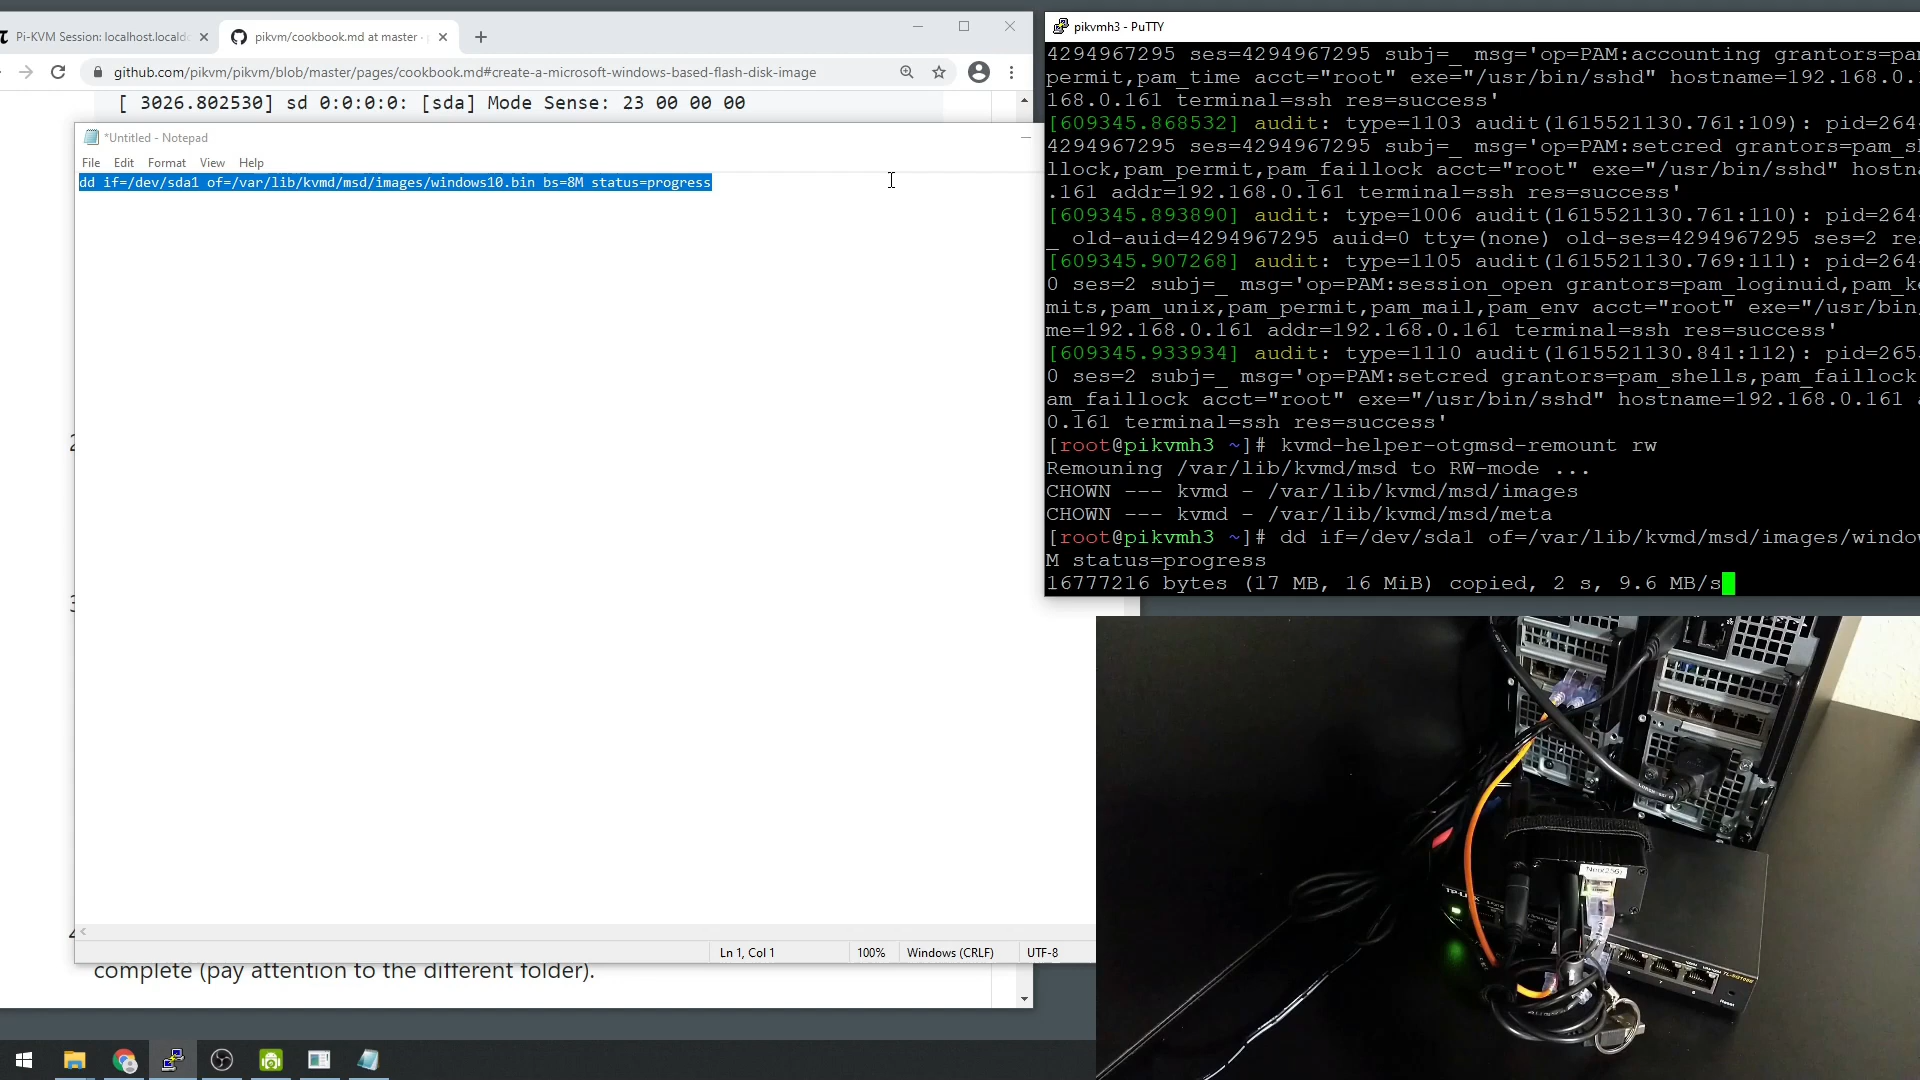 Pi-KVM Session: localhost.locald
pikvm/cookbook.md at master ·
github.com/pikvm/pikvm/blob/master/pages/cookbook.md#create-a-microsoft-windows-based-flash-disk-image
[ 3026.802530] sd 0:0:0:0: [sda] Mode Sense: 23 00 00 00
*Untitled - Notepad
File Edit Format View Help
dd if=/dev/sda1 of=/var/lib/kvmd/msd/images/windows10.bin bs=8M status=progress
Ln 1, Col 1 100% Windows (CRLF) UTF-8
complete (pay attention to the different folder).
pikvmh3 - PuTTY
4294967295 ses=4294967295 subj=_ msg='op=PAM:accounting grantors=pam
permit,pam_time acct="root" exe="/usr/bin/sshd" hostname=192.168.0.1
168.0.161 terminal=ssh res=success'
[609345.868532] audit: type=1103 audit(1615521130.761:109): pid=264
4294967295 ses=4294967295 subj=_ msg='op=PAM:setcred grantors=pam_sh
llock,pam_permit,pam_faillock acct="root" exe="/usr/bin/sshd" hostna
.161 addr=192.168.0.161 terminal=ssh res=success'
[609345.893890] audit: type=1006 audit(1615521130.761:110): pid=264
_ old-auid=4294967295 auid=0 tty=(none) old-ses=4294967295 ses=2 res
[609345.907268] audit: type=1105 audit(1615521130.769:111): pid=264
0 ses=2 subj=_ msg='op=PAM:session_open grantors=pam_loginuid,pam_ke
mits,pam_unix,pam_permit,pam_mail,pam_env acct="root" exe="/usr/bin/
me=192.168.0.161 addr=192.168.0.161 terminal=ssh res=success'
[609345.933934] audit: type=1110 audit(1615521130.841:112): pid=265
0 ses=2 subj=_ msg='op=PAM:setcred grantors=pam_shells,pam_faillock
am_faillock acct="root" exe="/usr/bin/sshd" hostname=192.168.0.161 a
0.161 terminal=ssh res=success'
[root@pikvmh3 ~]# kvmd-helper-otgmsd-remount rw
Remouning /var/lib/kvmd/msd to RW-mode ...
CHOWN --- kvmd - /var/lib/kvmd/msd/images
CHOWN --- kvmd - /var/lib/kvmd/msd/meta
[root@pikvmh3 ~]# dd if=/dev/sda1 of=/var/lib/kvmd/msd/images/windo
M status=progress
16777216 bytes (17 MB, 16 MiB) copied, 2 s, 9.6 MB/s
TP-LINK
Reset